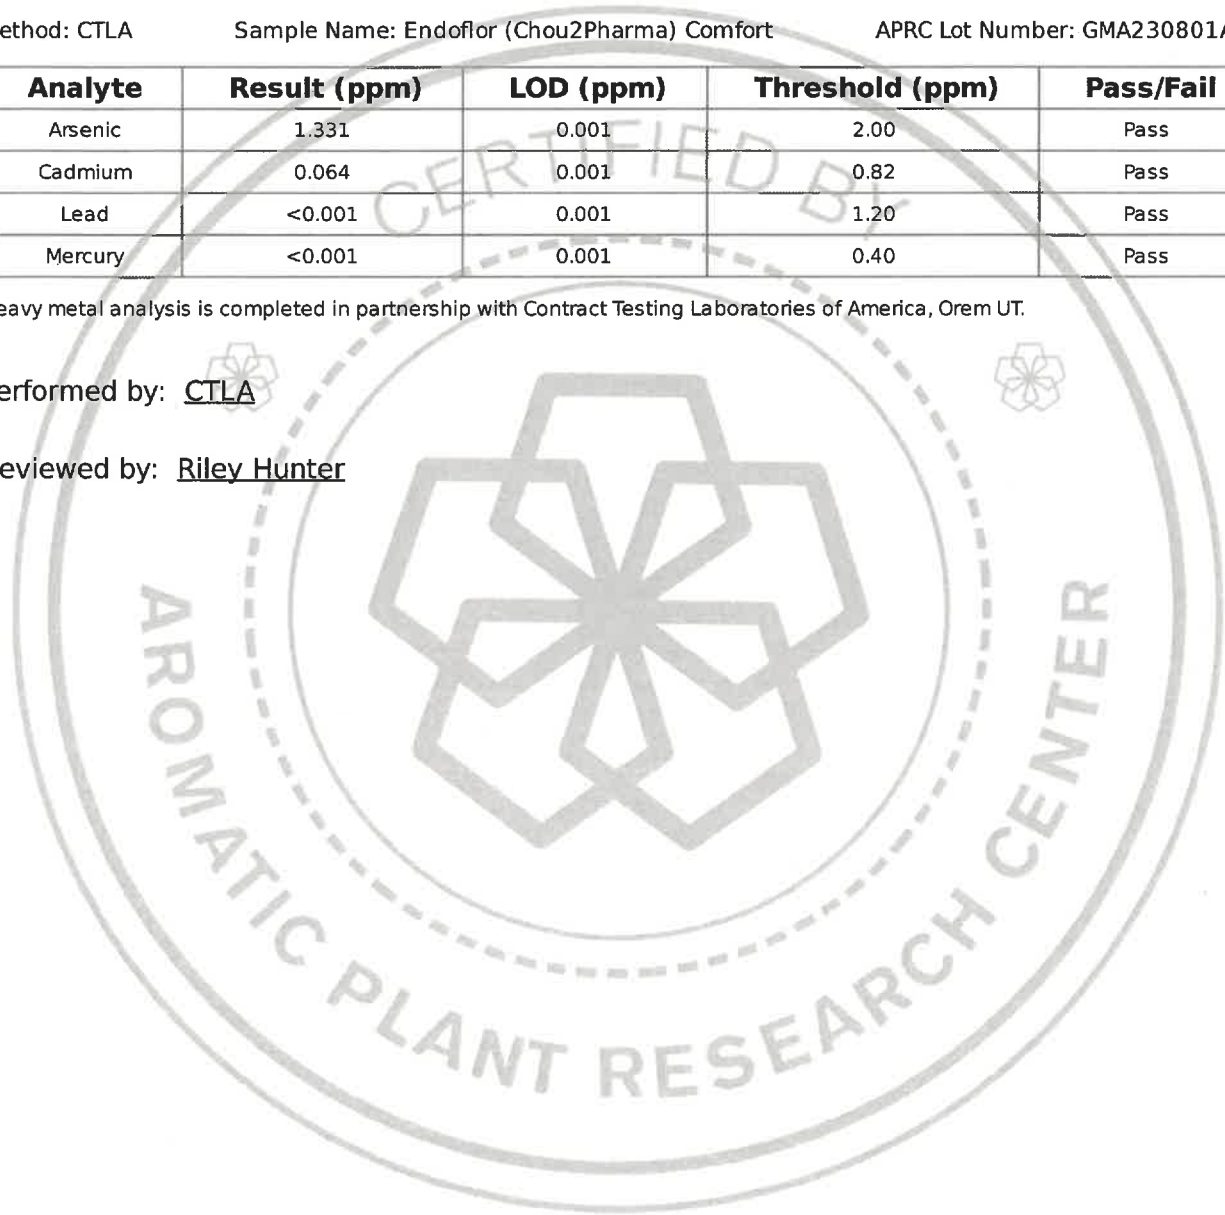 ethod: CTLA Sample Name: Endoflor (Chou2Pharma) Comfort APRC Lot Number: GMA230801A
Analyte Result (ppm) LOD (ppm) Threshold (ppm) Pass/Fail
Arsenic 1.331 0.001 2.00 Pass
Cadmium 0.064 0.001 0.82 Pass
Lead <0.001 0.001 1.20 Pass
Mercury <0.001 0.001 0.40 Pass
eavy metal analysis is completed in partnership with Contract Testing Laboratories of America, Orem UT.
erformed by: CTLA
eviewed by: Riley Hunter
CERTIFIED BY
AROMATIC PLANT RESEARCH CENTER